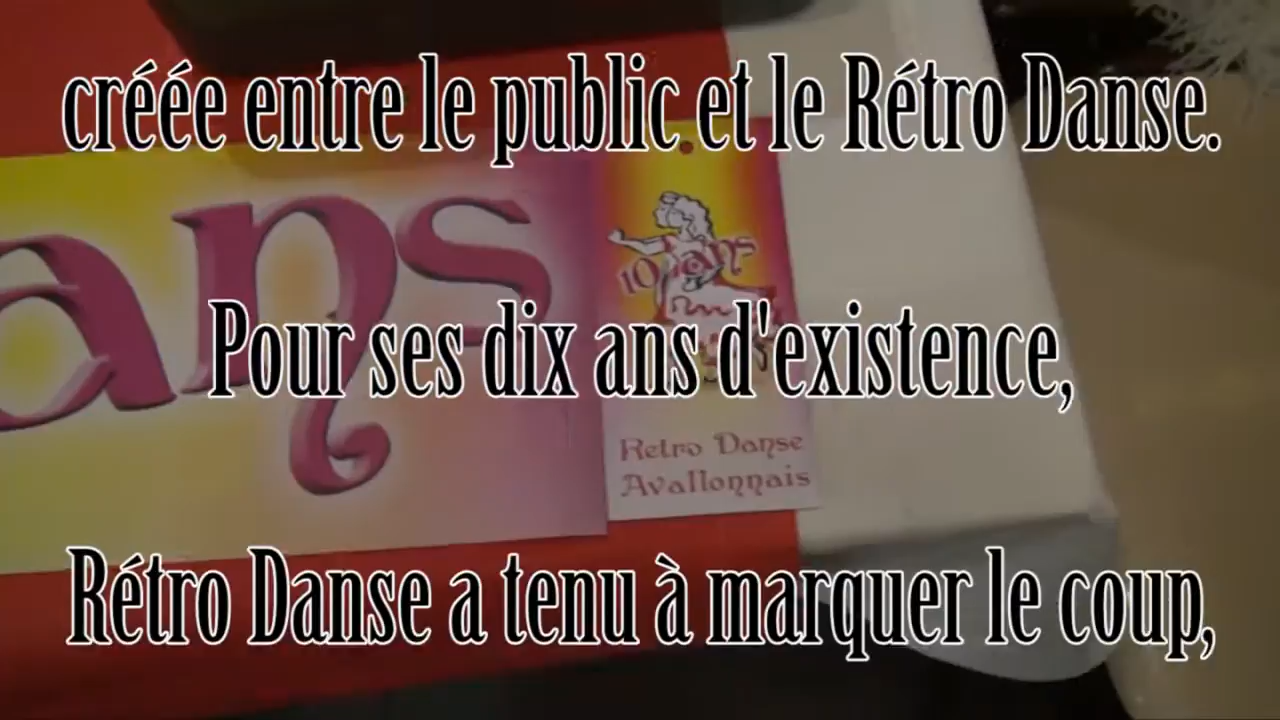 créée entre le public et le Rétro Danse.
ans
10 ans
Pour ses dix ans d'existence,
Retro Danse
Avallonnais
Rétro Danse a tenu à marquer le coup,